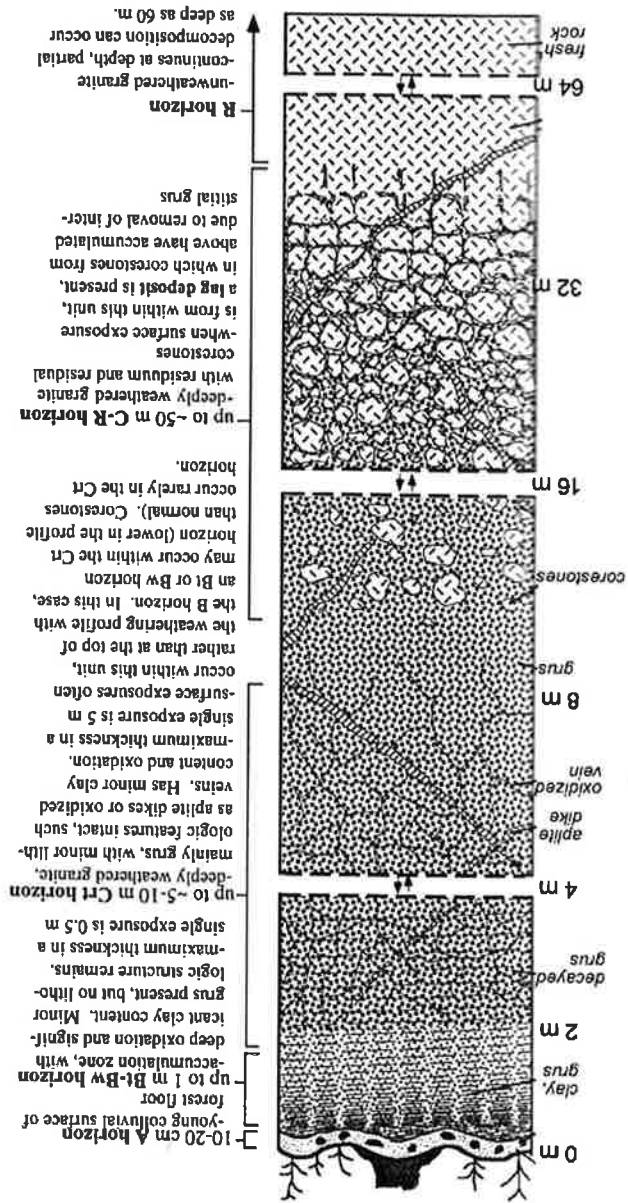 0 m
clay,
grus
2 m
decayed
grus
4 m
aplite
dike
oxidized
vein
8 m
grus
corestones
16 m
32 m
64 m
fresh
rock
10-20 cm A horizon
-young colluvial surface of
forest floor
up to 1 m Bt-Bw horizon
-accumulation zone, with
deep oxidation and signif-
icant clay content. Minor
grus present, but no litho-
logic structure remains.
-maximum thickness in a
single exposure is 0.5 m
up to ~5-10 m Crt horizon
-deeply weathered granite,
mainly grus, with minor lith-
ologic features intact, such
as aplite dikes or oxidized
veins. Has minor clay
content and oxidation.
-maximum thickness in a
single exposure is 5 m
-surface exposures often
occur within this unit,
rather than at the top of
the weathering profile with
the B horizon. In this case,
an Bt or Bw horizon
may occur within the Crt
horizon (lower in the profile
than normal). Corestones
occur rarely in the Crt
horizon.
up to ~50 m C-R horizon
-deeply weathered granite
with residuum and residual
corestones
-when surface exposure
is from within this unit,
a lag deposit is present,
in which corestones from
above have accumulated
due to removal of inter-
stitial grus
R horizon
-unweathered granite
-continues at depth, partial
decomposition can occur
as deep as 60 m.